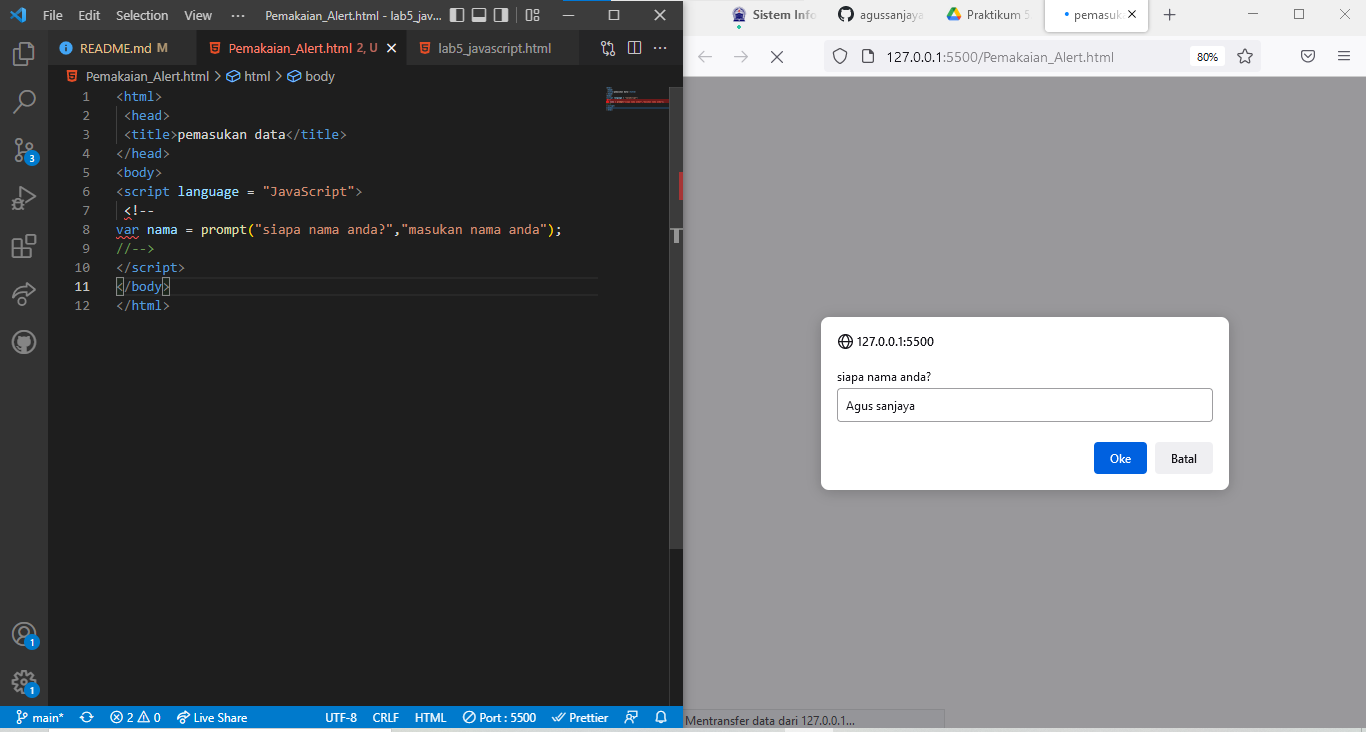 File Edit Selection View ··· Pemakaian_Alert.html - lab5_jav...
README.md M Pemakaian_Alert.html 2, U lab5_javascript.html ···
Pemakaian_Alert.html > html > body
1 <html>
2 <head>
3 <title>pemasukan data</title>
4 </head>
5 <body>
6 <script language = "JavaScript">
7 <!--
8 var nama = prompt("siapa nama anda?","masukan nama anda");
9 //-->
10 </script>
11 </body>
12 </html>
3
1
1
main* 2 0 Live Share UTF-8 CRLF HTML Port : 5500 Prettier
Sistem Info agussanjaya Praktikum 5 pemasuk
127.0.0.1:5500/Pemakaian_Alert.html 80%
127.0.0.1:5500
siapa nama anda?
Agus sanjaya
Oke Batal
Mentransfer data dari 127.0.0.1...